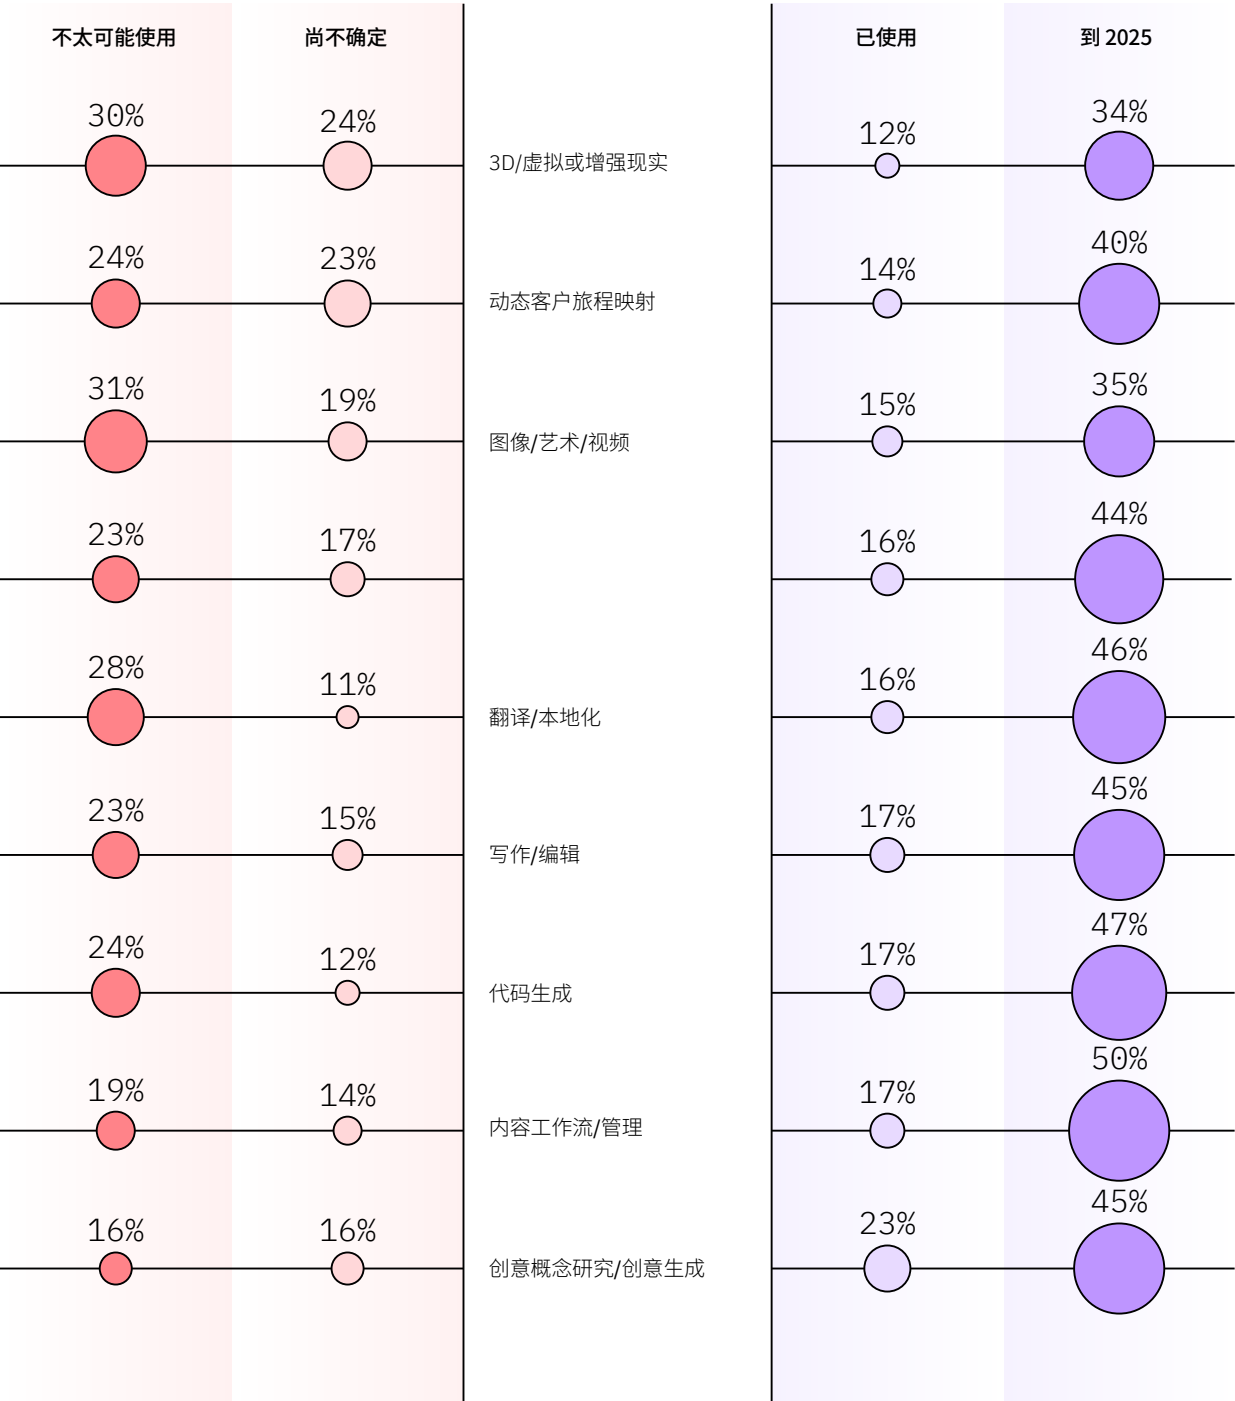 不太可能使用 尚不确定 已使用 到 2025
30% 24% 3D/虚拟或增强现实 12% 34%
24% 23% 动态客户旅程映射 14% 40%
31% 19% 图像/艺术/视频 15% 35%
23% 17% 16% 44%
28% 11% 翻译/本地化 16% 46%
23% 15% 写作/编辑 17% 45%
24% 12% 代码生成 17% 47%
19% 14% 内容工作流/管理 17% 50%
16% 16% 创意概念研究/创意生成 23% 45%